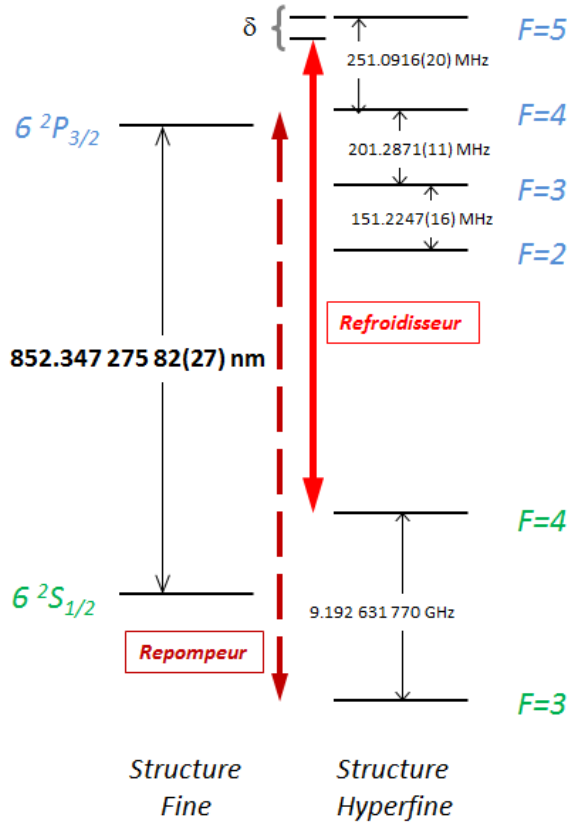 δ
F=5
251.0916(20) MHz
6 ²P₃/₂
F=4
201.2871(11) MHz
F=3
151.2247(16) MHz
F=2
Refroidisseur
852.347 275 82(27) nm
F=4
6 ²S₁/₂
9.192 631 770 GHz
Repompeur
F=3
Structure
Fine
Structure
Hyperfine